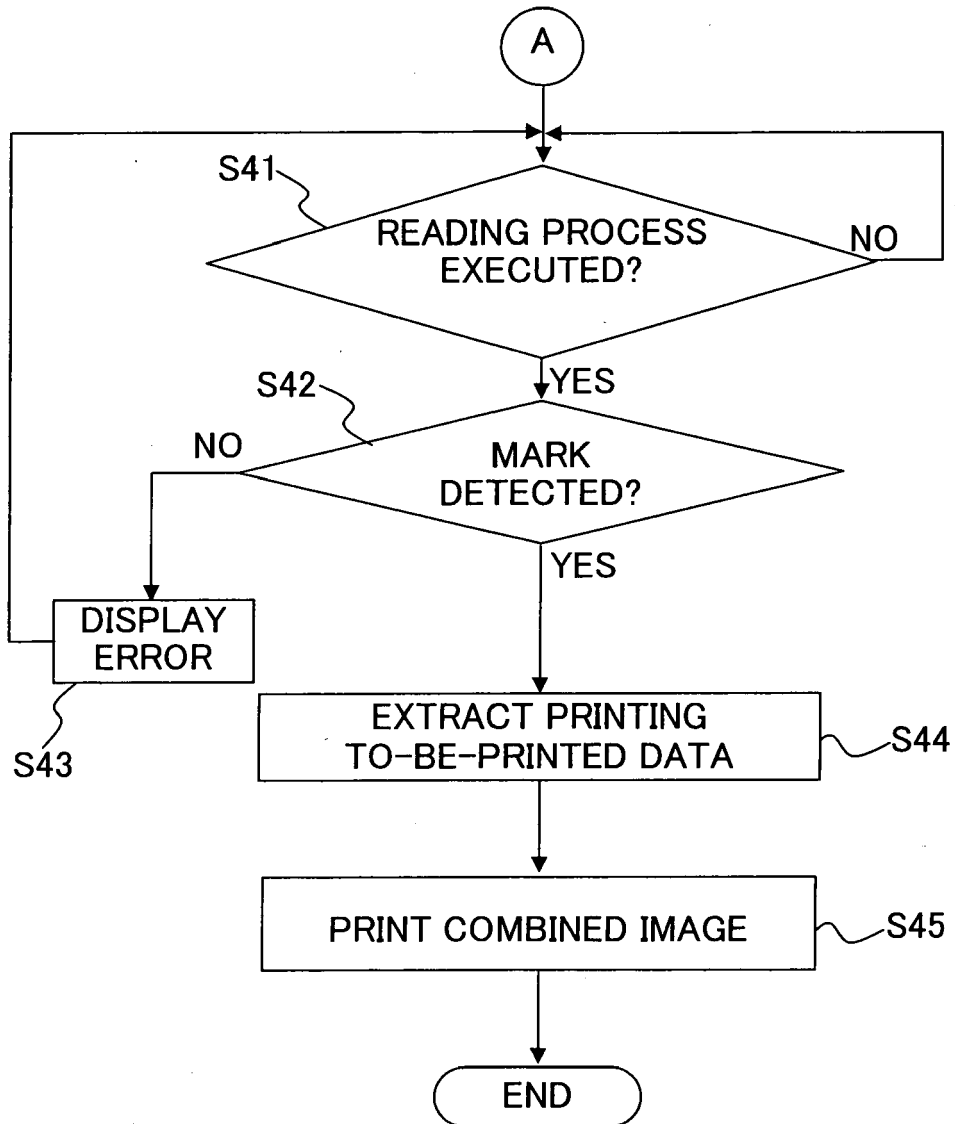 A
S41
READING PROCESS
EXECUTED?
NO
YES
S42
NO
MARK
DETECTED?
YES
DISPLAY
ERROR
S43
EXTRACT PRINTING
TO-BE-PRINTED DATA
S44
PRINT COMBINED IMAGE
S45
END